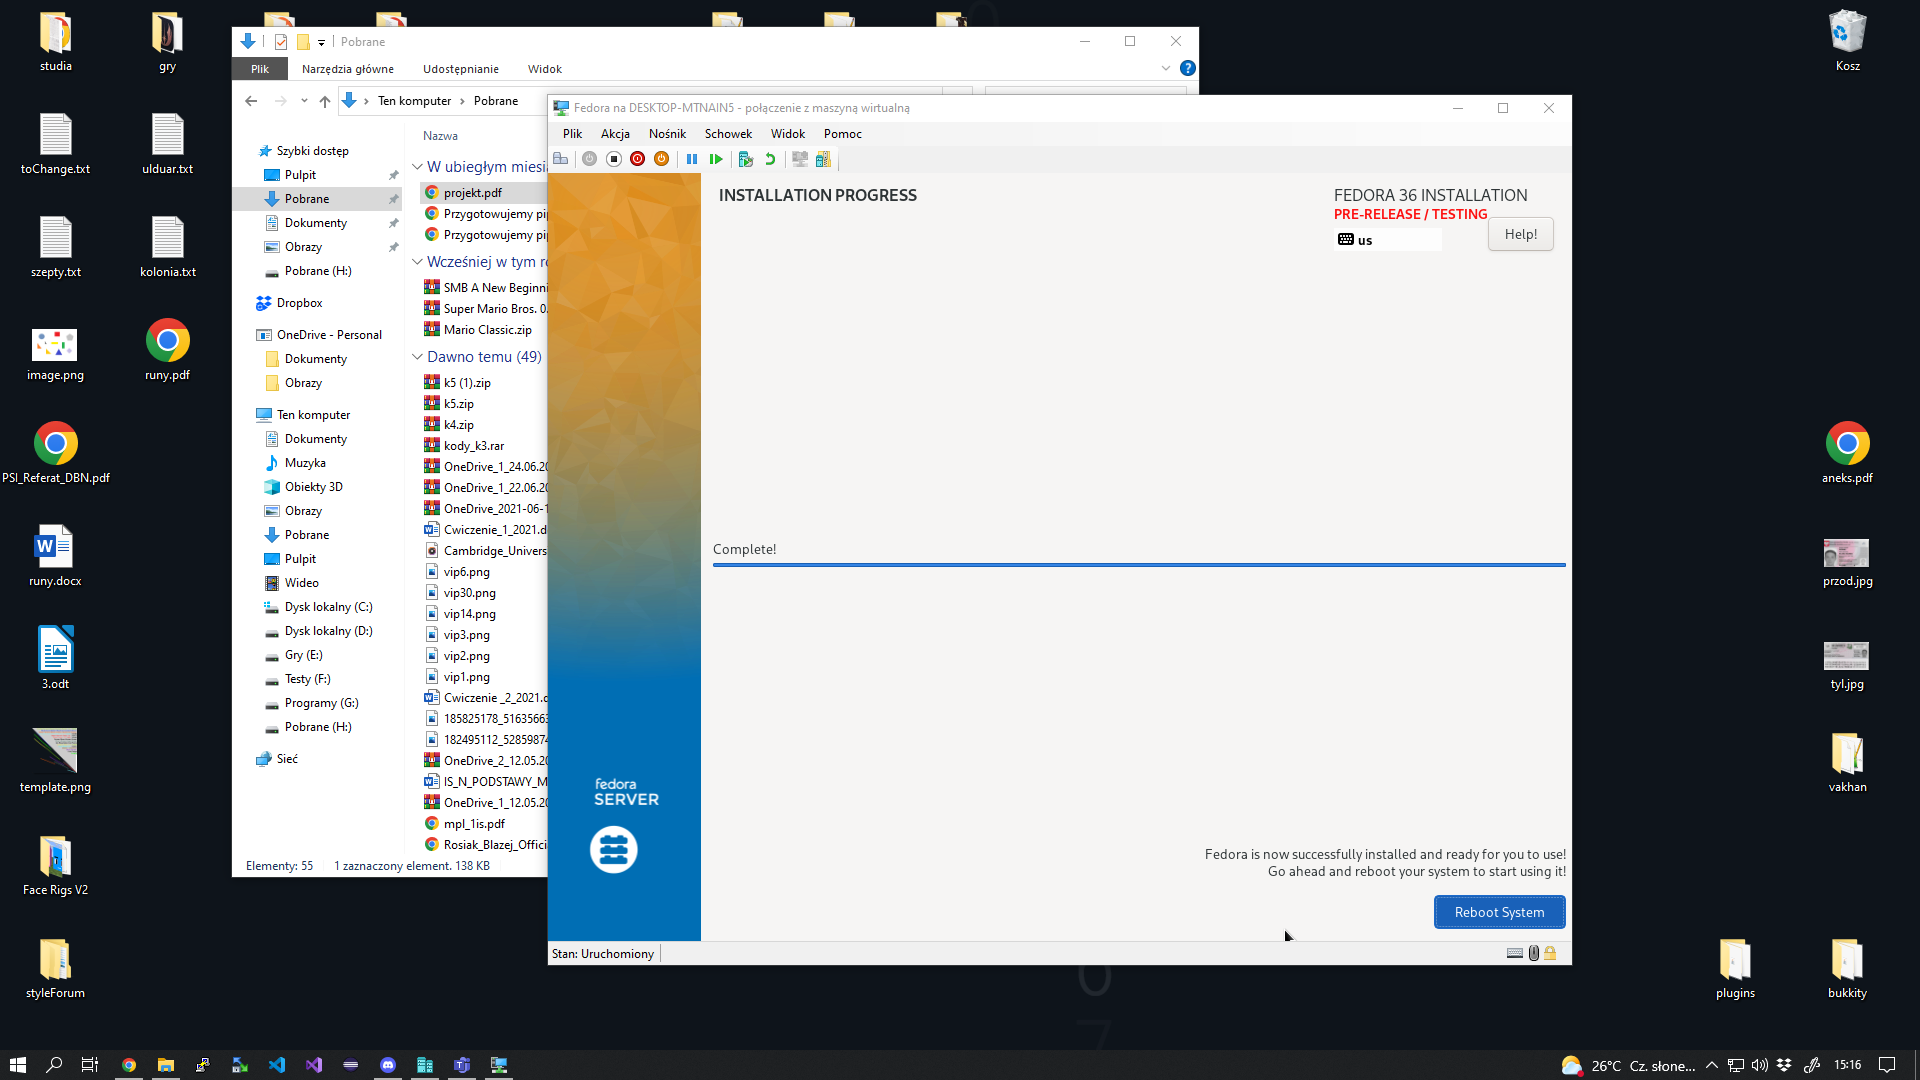 studia
gry
toChange.txt
ulduar.txt
szepty.txt
kolonia.txt
image.png
runy.pdf
PSI_Referat_DBN.pdf
runy.docx
3.odt
template.png
Face Rigs V2
styleForum
Pobrane
Plik
Narzędzia główne
Udostępnianie
Widok
Ten komputer
Pobrane
Szybki dostęp
Pulpit
Pobrane
Dokumenty
Obrazy
Pobrane (H:)
Dropbox
OneDrive - Personal
Dokumenty
Obrazy
Ten komputer
Dokumenty
Muzyka
Obiekty 3D
Obrazy
Pobrane
Pulpit
Wideo
Dysk lokalny (C:)
Dysk lokalny (D:)
Gry (E:)
Testy (F:)
Programy (G:)
Pobrane (H:)
Sieć
Nazwa
W ubiegłym miesią
projekt.pdf
Przygotowujemy pi
Przygotowujemy pi
Wcześniej w tym ro
SMB A New Beginni
Super Mario Bros. 0.
Mario Classic.zip
Dawno temu (49)
k5 (1).zip
k5.zip
k4.zip
kody_k3.rar
OneDrive_1_24.06.20
OneDrive_1_22.06.20
OneDrive_2021-06-1
Cwiczenie_1_2021.d
Cambridge_Univers
vip6.png
vip30.png
vip14.png
vip3.png
vip2.png
vip1.png
Cwiczenie _2_2021.d
185825178_5163566
182495112_5285987
OneDrive_2_12.05.20
IS_N_PODSTAWY_M
OneDrive_1_12.05.20
mpl_1is.pdf
Rosiak_Blazej_Offici
Elementy: 55
1 zaznaczony element. 138 KB
Fedora na DESKTOP-MTNAIN5 - połączenie z maszyną wirtualną
Plik
Akcja
Nośnik
Schowek
Widok
Pomoc
INSTALLATION PROGRESS
FEDORA 36 INSTALLATION
PRE-RELEASE / TESTING
us
Help!
Complete!
fedora
SERVER
Fedora is now successfully installed and ready for you to use!
Go ahead and reboot your system to start using it!
Reboot System
Stan: Uruchomiony
Kosz
aneks.pdf
przod.jpg
tyl.jpg
vakhan
plugins
bukkity
26°C Cz. słone...
15:16